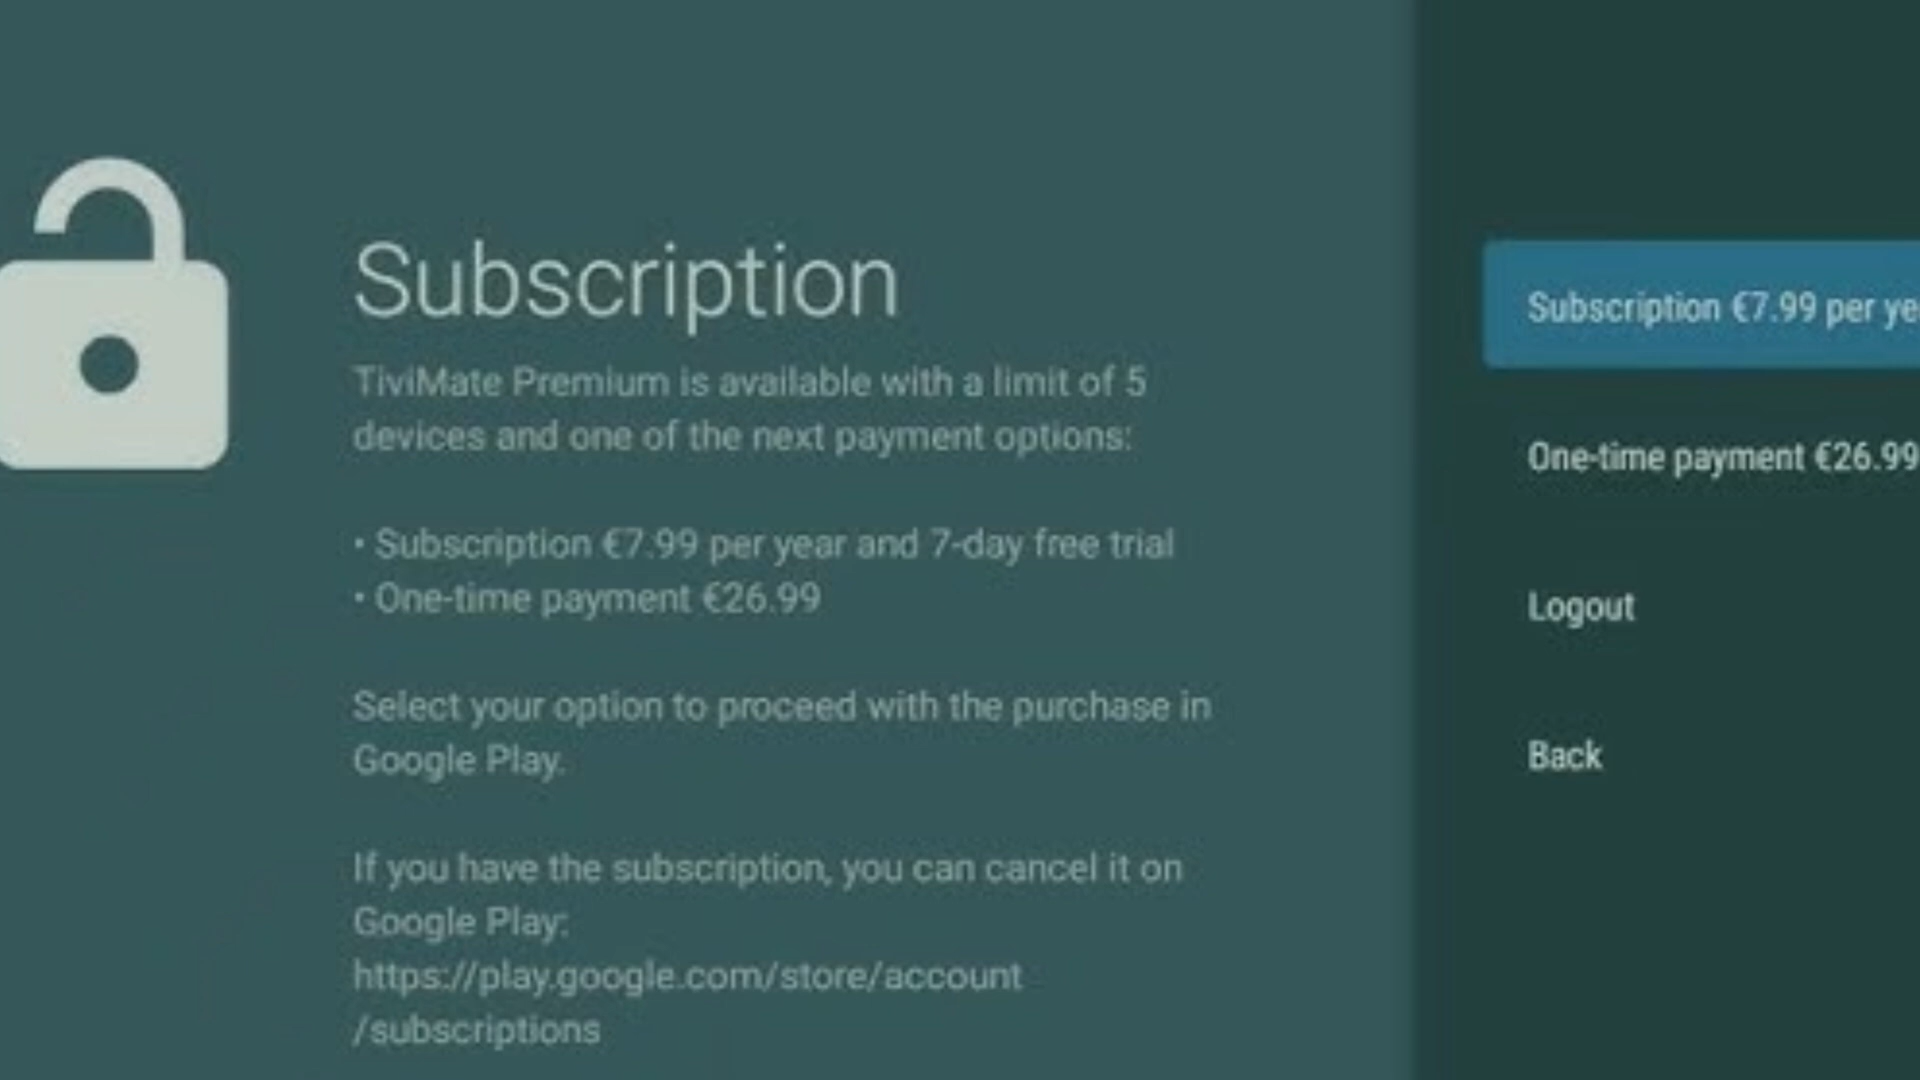 Subscription
TiviMate Premium is available with a limit of 5
devices and one of the next payment options:
• Subscription €7.99 per year and 7-day free trial
• One-time payment €26.99
Select your option to proceed with the purchase in
Google Play.
If you have the subscription, you can cancel it on
Google Play:
https://play.google.com/store/account
/subscriptions
Subscription €7.99 per ye
One-time payment €26.99
Logout
Back